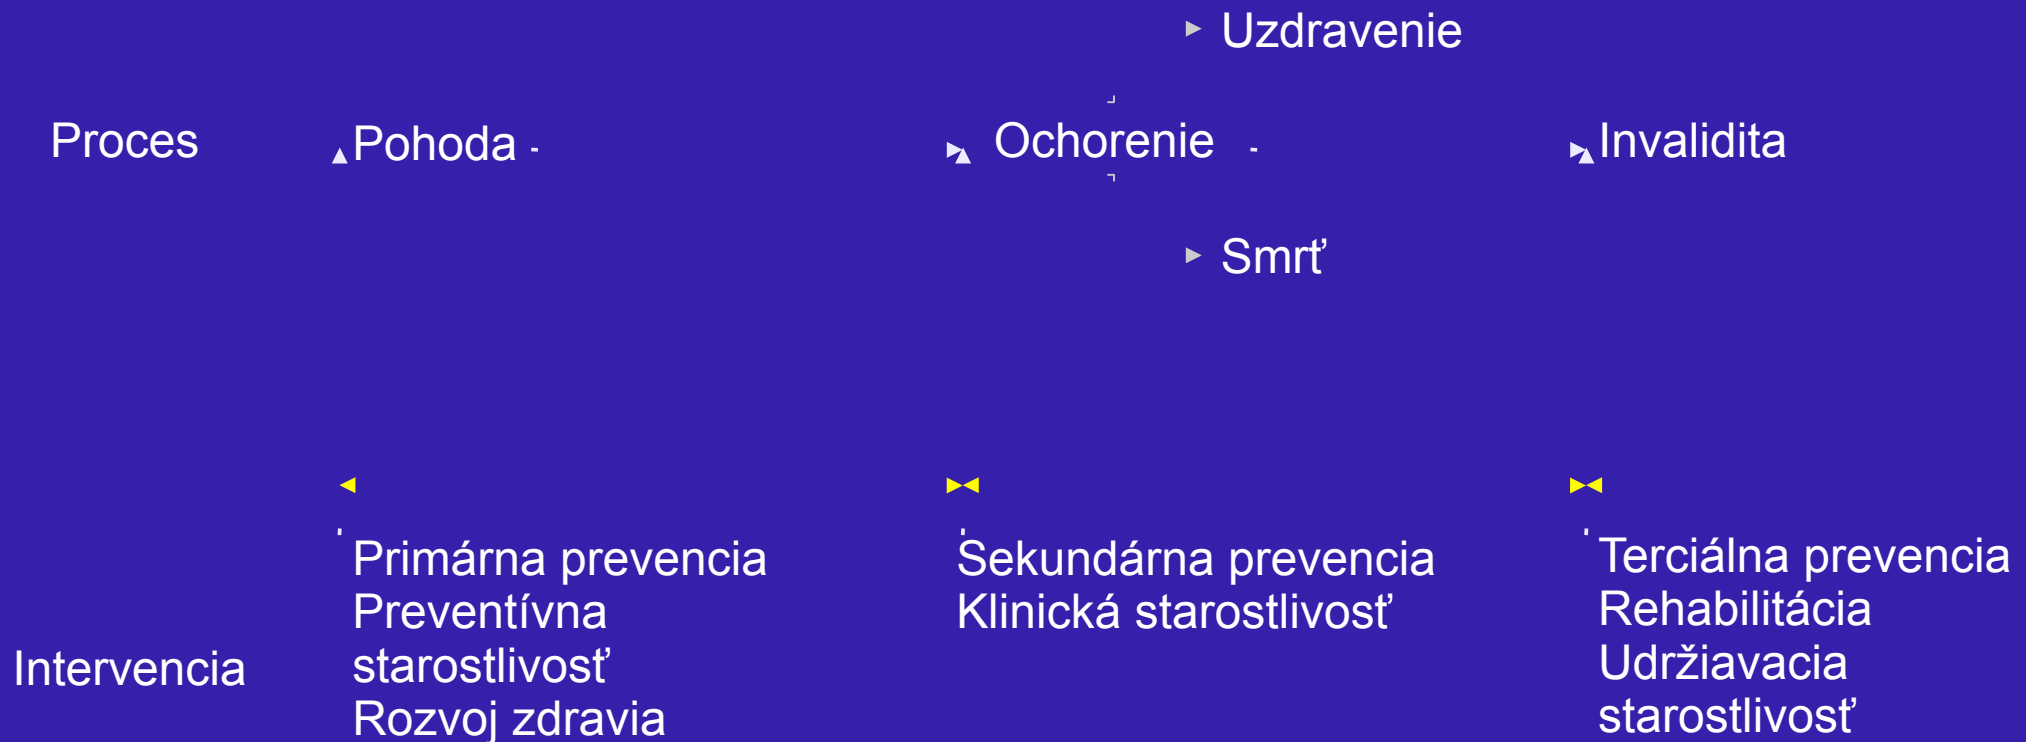 Uzdravenie
Proces
Pohoda
Ochorenie
Invalidita
Smrť
Primárna prevencia
Preventívna
starostlivosť
Rozvoj zdravia
Sekundárna prevencia
Klinická starostlivosť
Terciálna prevencia
Rehabilitácia
Udržiavacia
starostlivosť
Intervencia